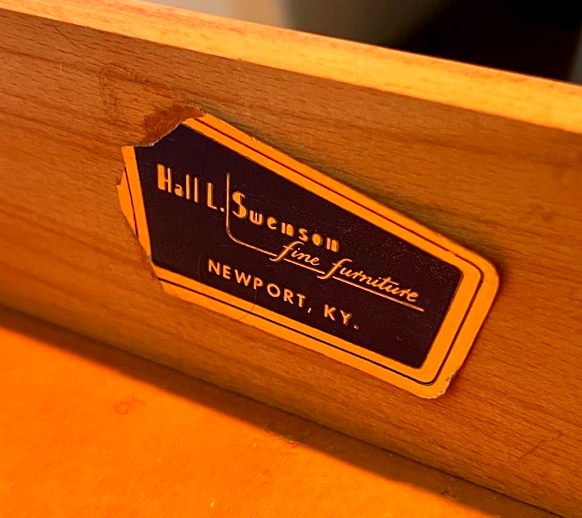 Hall L. Swenson
fine furniture
NEWPORT, KY.